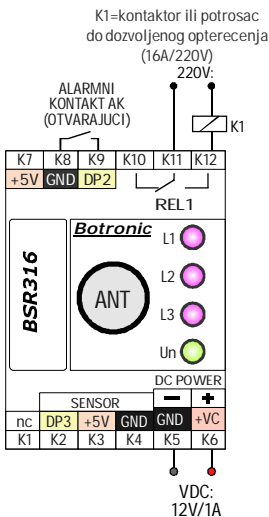 K1=kontaktor ili potrosac
do dozvoljenog opterecenja
(16A/220V)
220V:
ALARMNI
KONTAKT AK
(OTVARAJUCI)
K1
K7 K8 K9 K10 K11 K12
+5V GND DP2
REL1
Botronic
BSR316
ANT
L1
L2
L3
Un
DC POWER
SENSOR − +
nc DP3 +5V GND GND +VC
K1 K2 K3 K4 K5 K6
VDC:
12V/1A